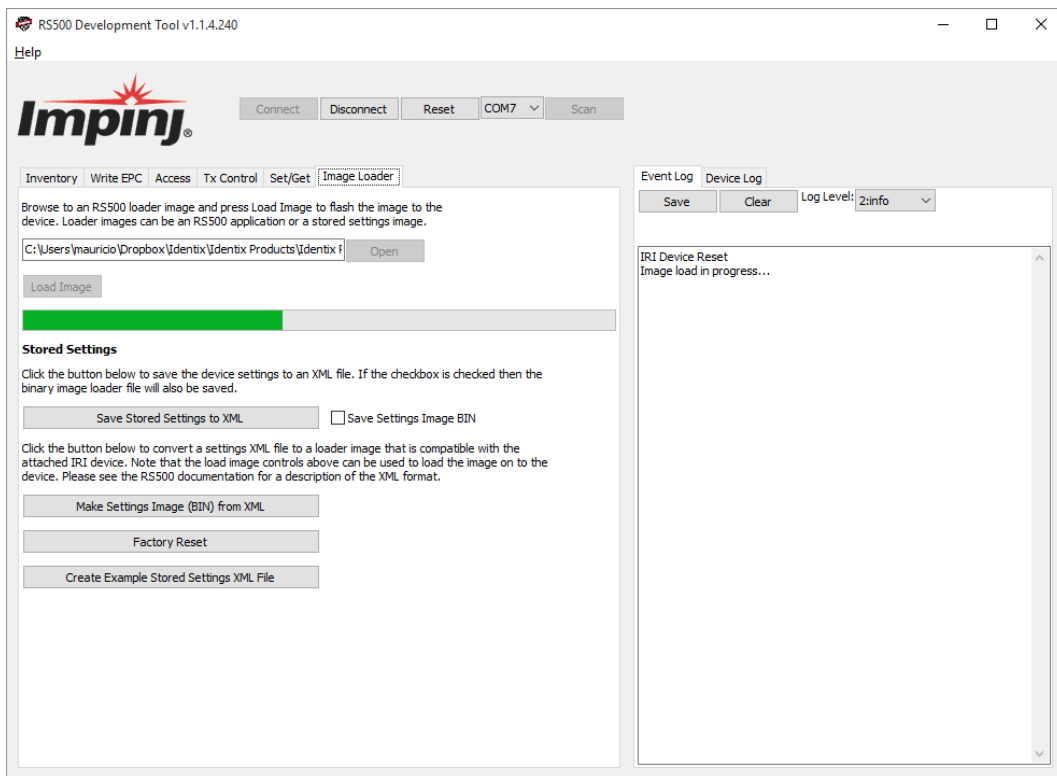 RS500 Development Tool v1.1.4.240
Help
Impinj®
Connect Disconnect Reset COM7 Scan
Inventory Write EPC Access Tx Control Set/Get Image Loader
Browse to an RS500 loader image and press Load Image to flash the image to the
device. Loader images can be an RS500 application or a stored settings image.
C:\Users\mauricio\Dropbox\Identix\Identix Products\Identix F Open
Load Image
Stored Settings
Click the button below to save the device settings to an XML file. If the checkbox is checked then the
binary image loader file will also be saved.
Save Stored Settings to XML Save Settings Image BIN
Click the button below to convert a settings XML file to a loader image that is compatible with the
attached IRI device. Note that the load image controls above can be used to load the image on to the
device. Please see the RS500 documentation for a description of the XML format.
Make Settings Image (BIN) from XML
Factory Reset
Create Example Stored Settings XML File
Event Log Device Log
Save Clear Log Level: 2:info
IRI Device Reset
Image load in progress...